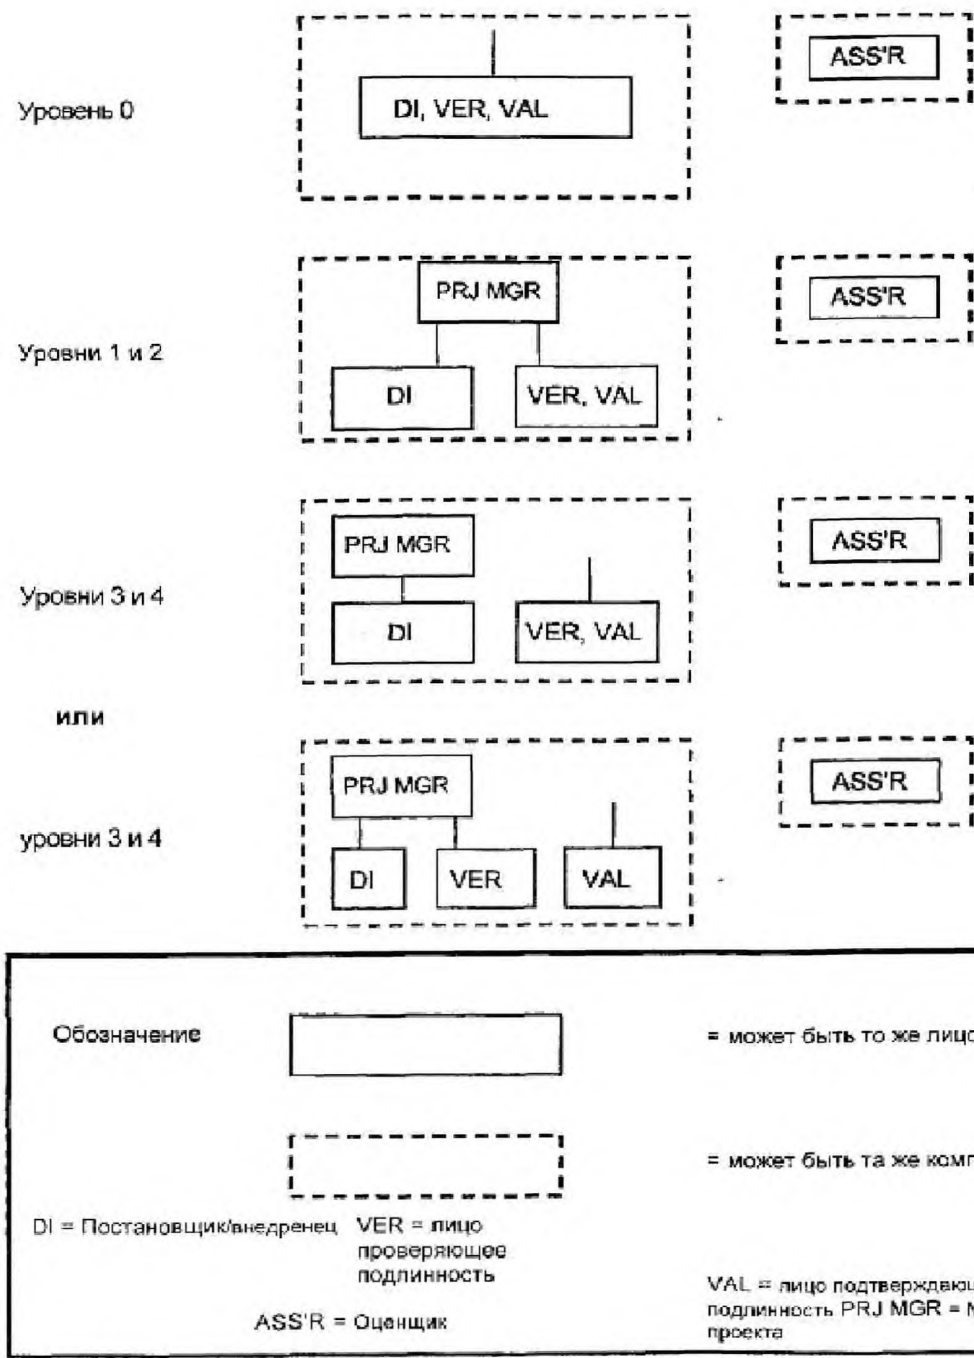 Уровень 0
DI, VER, VAL
ASS'R
Уровни 1 и 2
PRJ MGR
DI
VER, VAL
ASS'R
Уровни 3 и 4
PRJ MGR
DI
VER, VAL
ASS'R
или
уровни 3 и 4
PRJ MGR
DI
VER
VAL
ASS'R
Обозначение
= может быть то же лицо
= может быть та же
DI = Постановщик/внедренец
VER = лицо
проверяющее
подлинность
ASS'R = Оценщик
VAL = лицо
подлинность PRJ MGR =
проекта